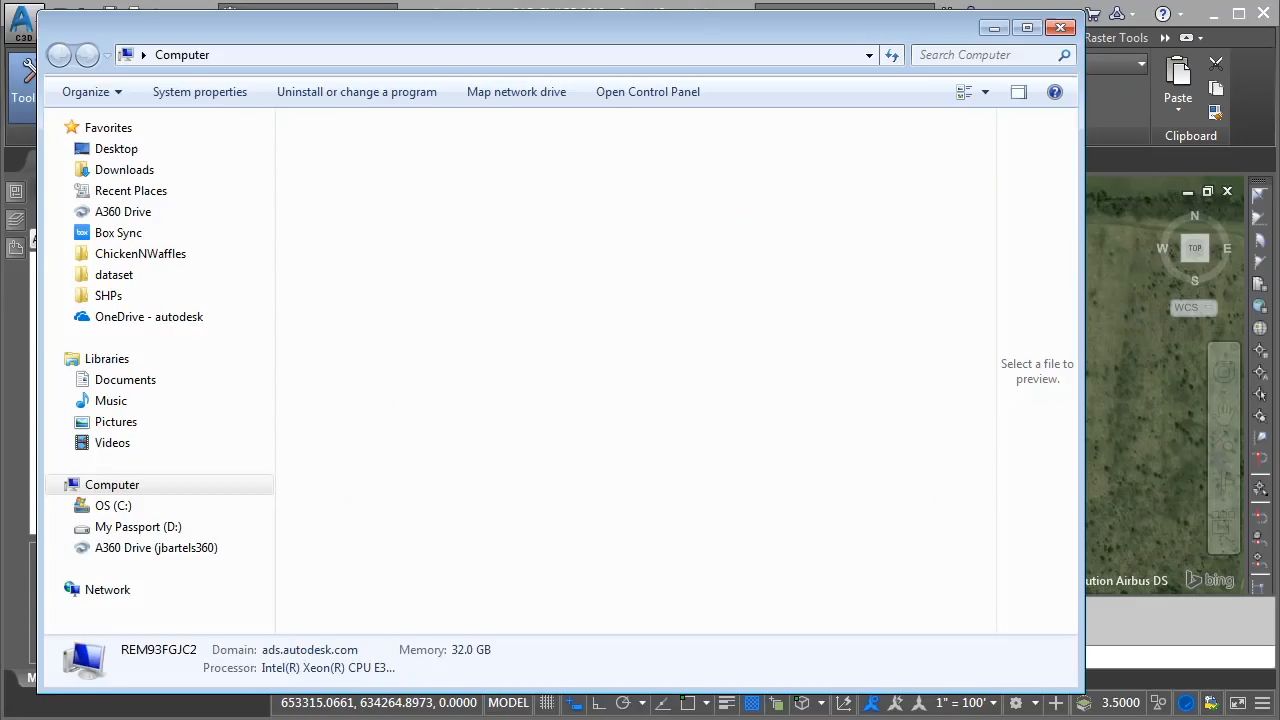 C3D
Raster Tools
Computer
Search Computer
Organize
System properties
Uninstall or change a program
Map network drive
Open Control Panel
Tool
Paste
Clipboard
Favorites
Desktop
Downloads
Recent Places
A360 Drive
Box Sync
ChickenNWaffles
dataset
SHPs
OneDrive - autodesk
Libraries
Documents
Music
Pictures
Videos
Computer
OS (C:)
My Passport (D:)
A360 Drive (jbartels360)
Network
Select a file to
preview.
N
W
TOP
E
S
WCS
ution Airbus DS
bing
REM93FGJC2
Domain: ads.autodesk.com
Memory: 32.0 GB
Processor: Intel(R) Xeon(R) CPU E3...
M
653315.0661, 634264.8973, 0.0000
MODEL
1" = 100'
3.5000